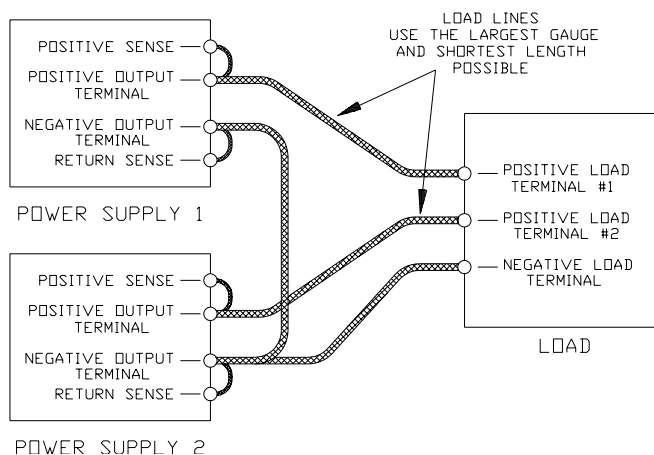 LOAD LINES
USE THE LARGEST GAUGE
AND SHORTEST LENGTH
POSSIBLE
POSITIVE SENSE
POSITIVE OUTPUT
TERMINAL
NEGATIVE OUTPUT
TERMINAL
RETURN SENSE
POWER SUPPLY 1
POSITIVE LOAD
TERMINAL #1
POSITIVE LOAD
TERMINAL #2
NEGATIVE LOAD
TERMINAL
LOAD
POSITIVE SENSE
POSITIVE OUTPUT
TERMINAL
NEGATIVE OUTPUT
TERMINAL
RETURN SENSE
POWER SUPPLY 2